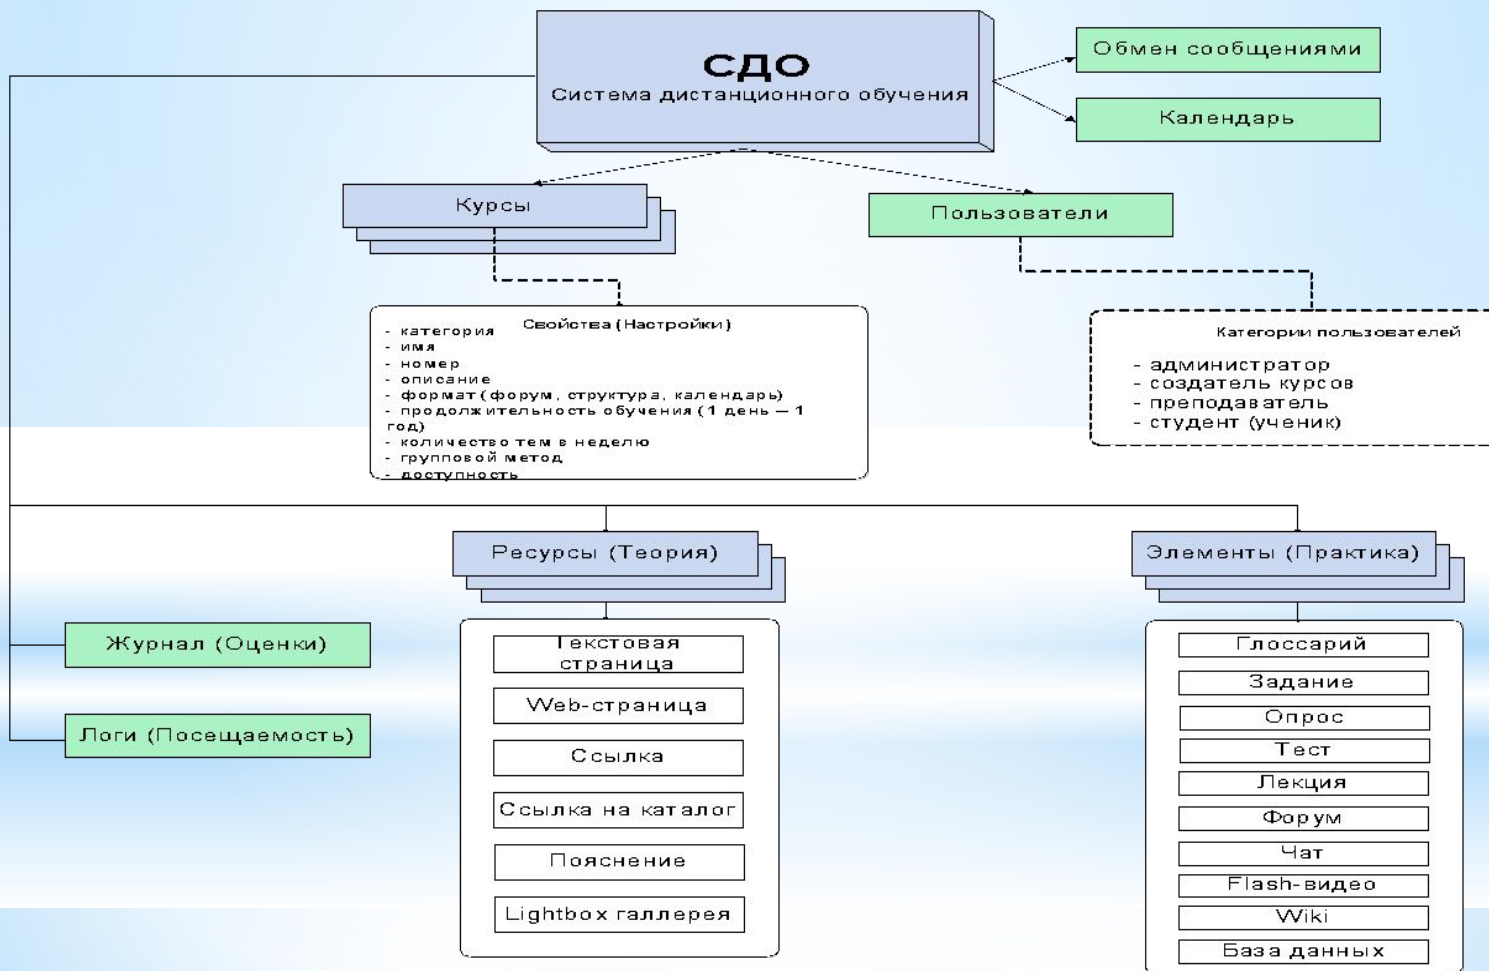 СДО
Система дистанционного обучения
Обмен сообщениями
Календарь
Курсы
Пользователи
Свойства (Настройки)
- категория
- имя
- номер
- описание
- формат (форум, структура, календарь)
- продолжительность обучения (1 день – 1
год)
- количество тем в неделю
- групповой метод
- доступность
Категории пользователей
- администратор
- создатель курсов
- преподаватель
- студент (ученик)
Ресурсы (Теория)
Элементы (Практика)
Журнал (Оценки)
Логи (Посещаемость)
Текстовая
страница
Web-страница
Ссылка
Ссылка на каталог
Пояснение
Lightbox галлерея
Глоссарий
Задание
Опрос
Тест
Лекция
Форум
Чат
Flash-видео
Wiki
База данных